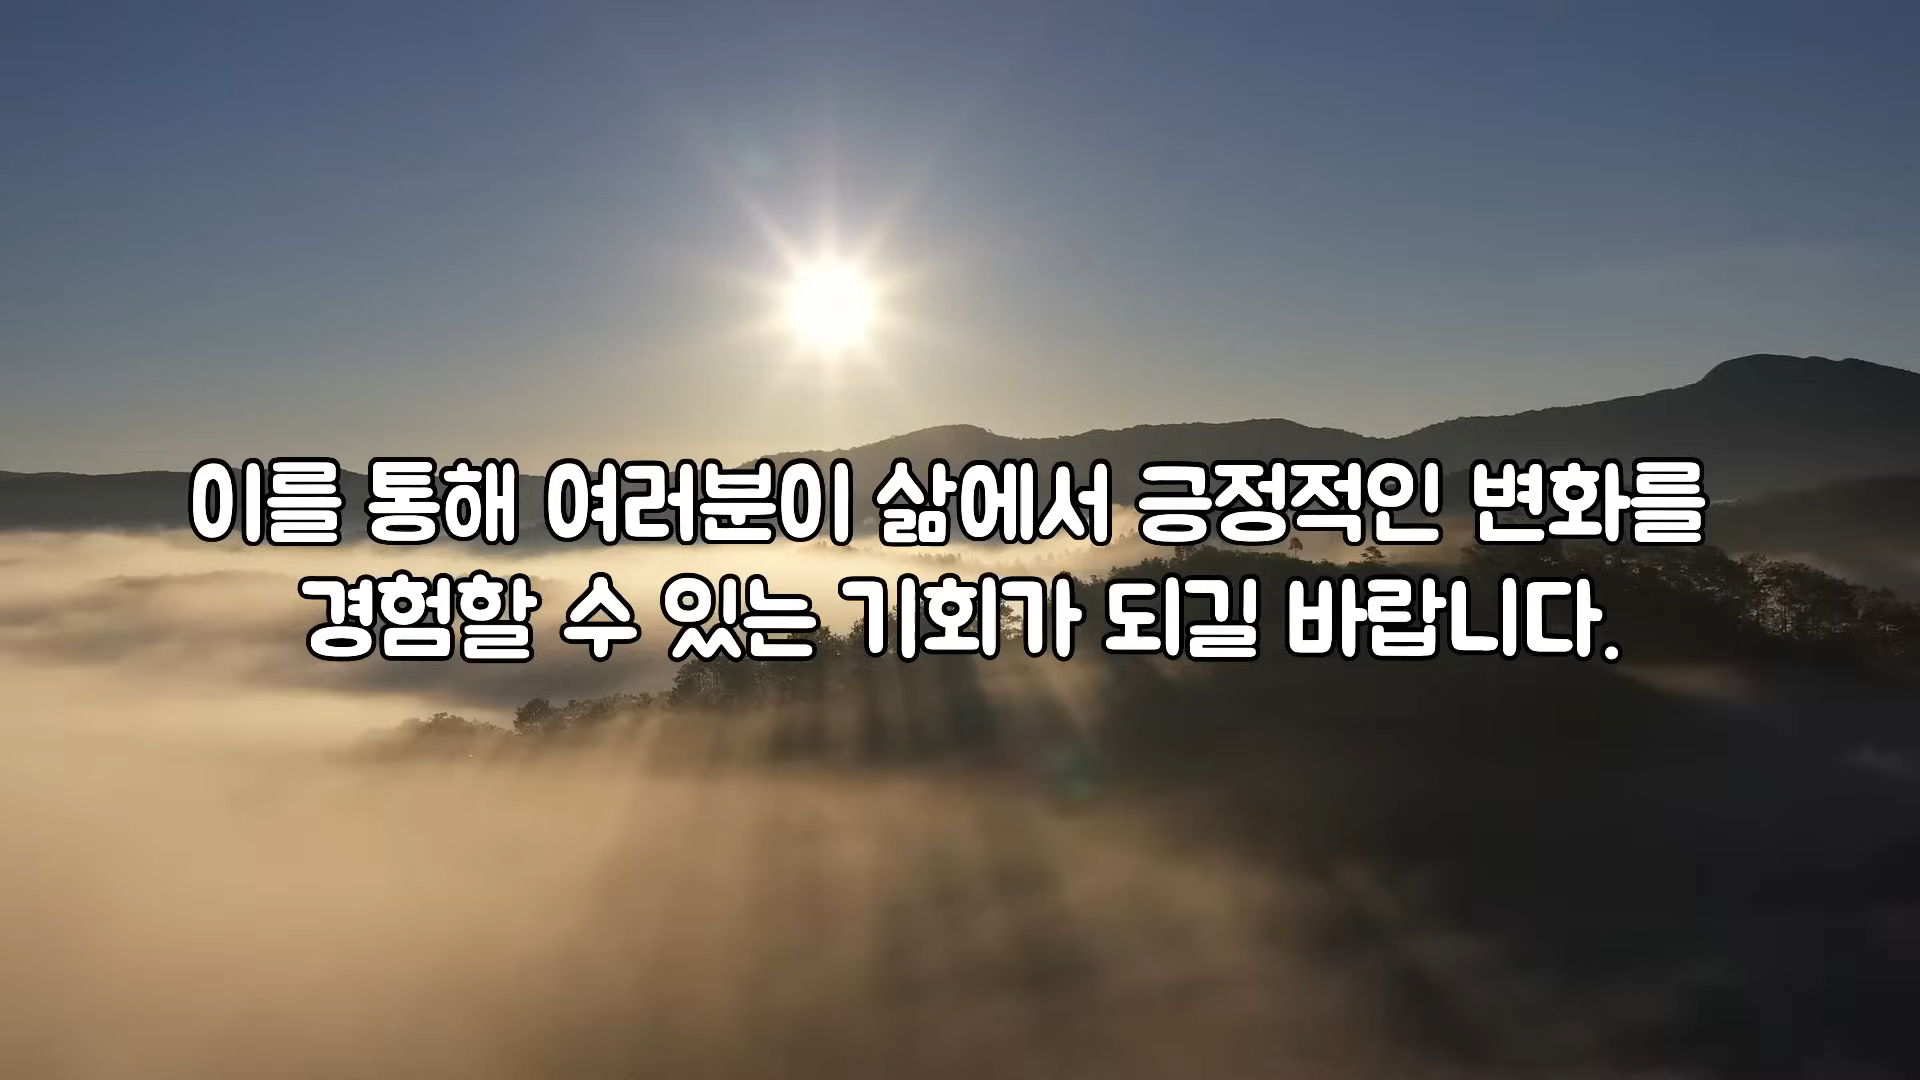 이를 통해 여러분이 삶에서 긍정적인 변화를
경험할 수 있는 기회가 되길 바랍니다.